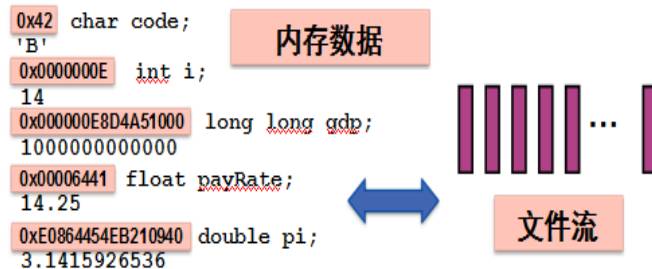 0x42 char code;
'B'
内存数据
0x0000000E int i;
14
0x000000E8D4A51000 long long gdp;
1000000000000
...
0x00006441 float payRate;
14.25
文件流
0xE0864454EB210940 double pi;
3.1415926536